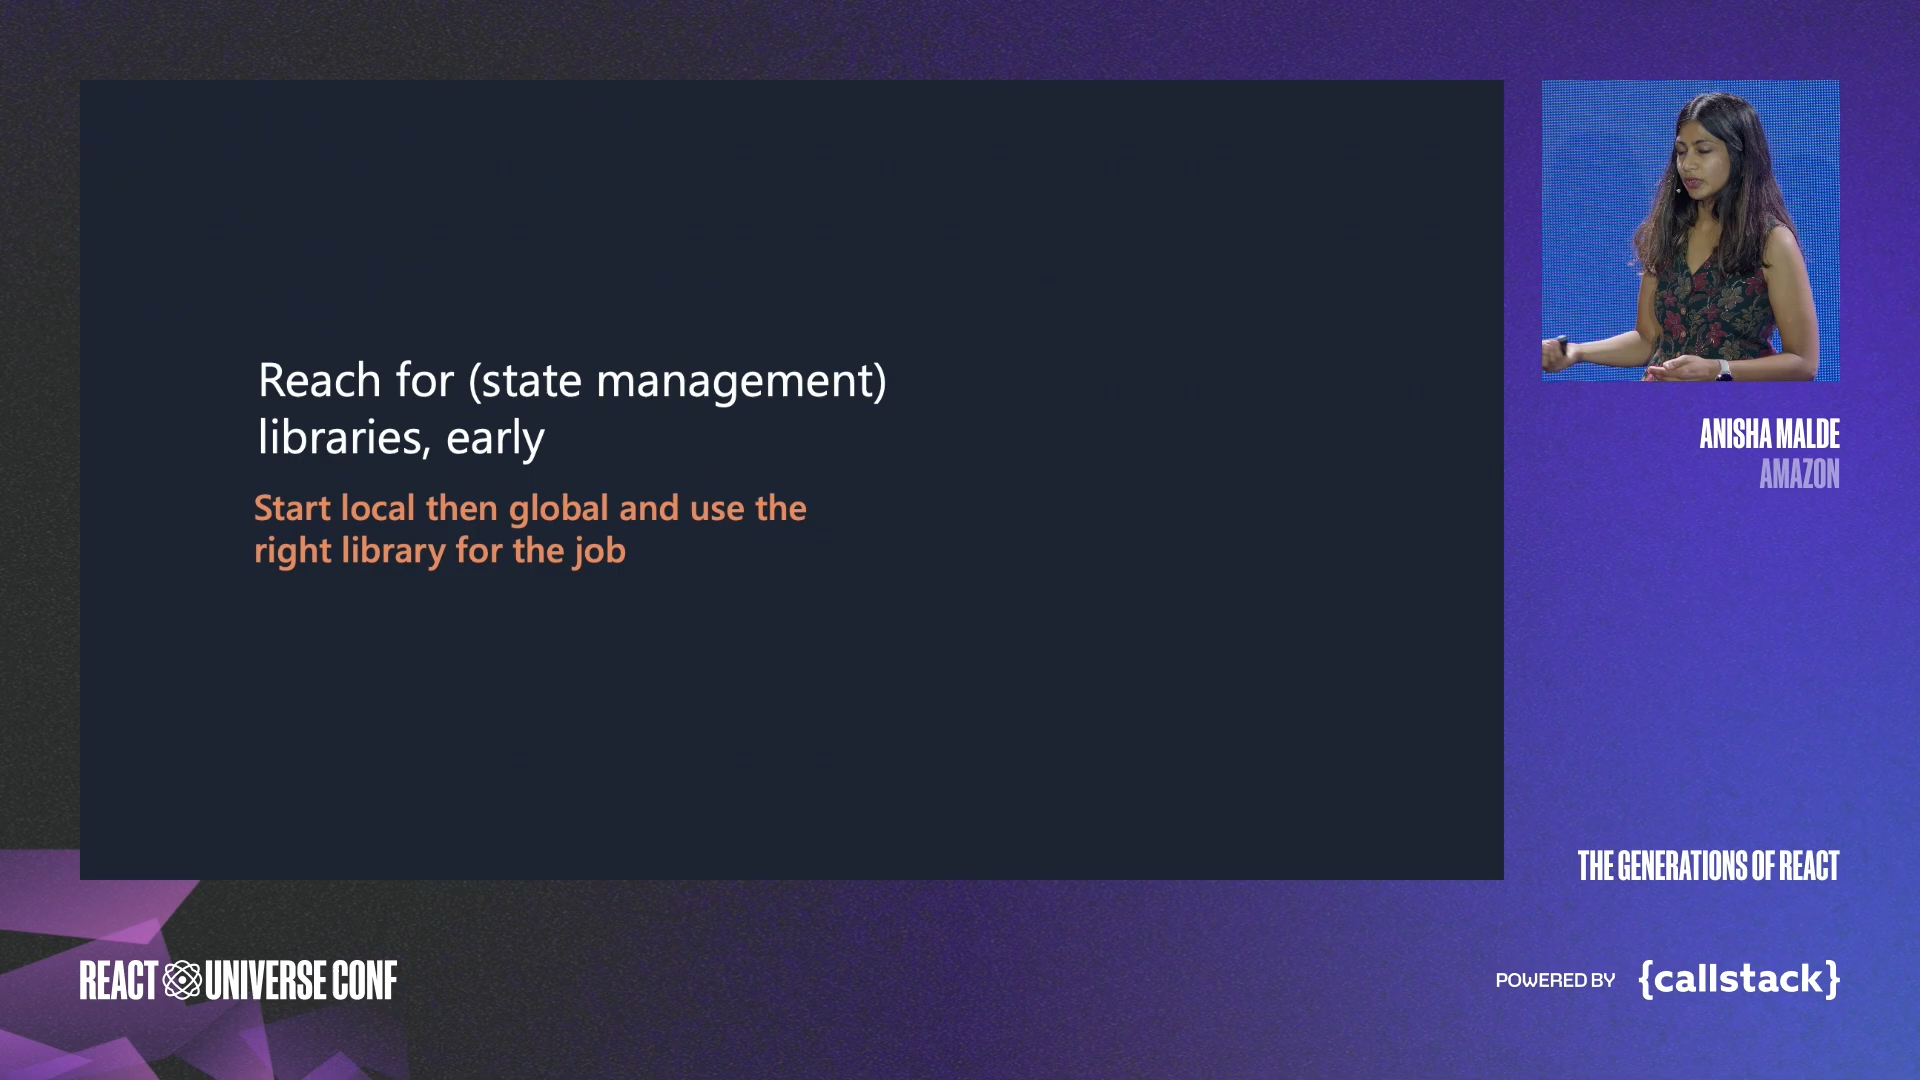 Reach for (state management)
libraries, early
Start local then global and use the
right library for the job
ANISHA MALDE
AMAZON
THE GENERATIONS OF REACT
REACT UNIVERSE CONF
POWERED BY {callstack}